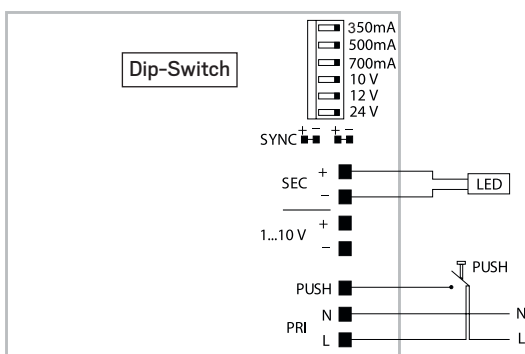 Dip-Switch
350mA
500mA
700mA
10 V
12 V
24 V
SYNC + − + −
SEC +
−
LED
1...10 V +
−
PUSH
PUSH
N N
PRI
L L